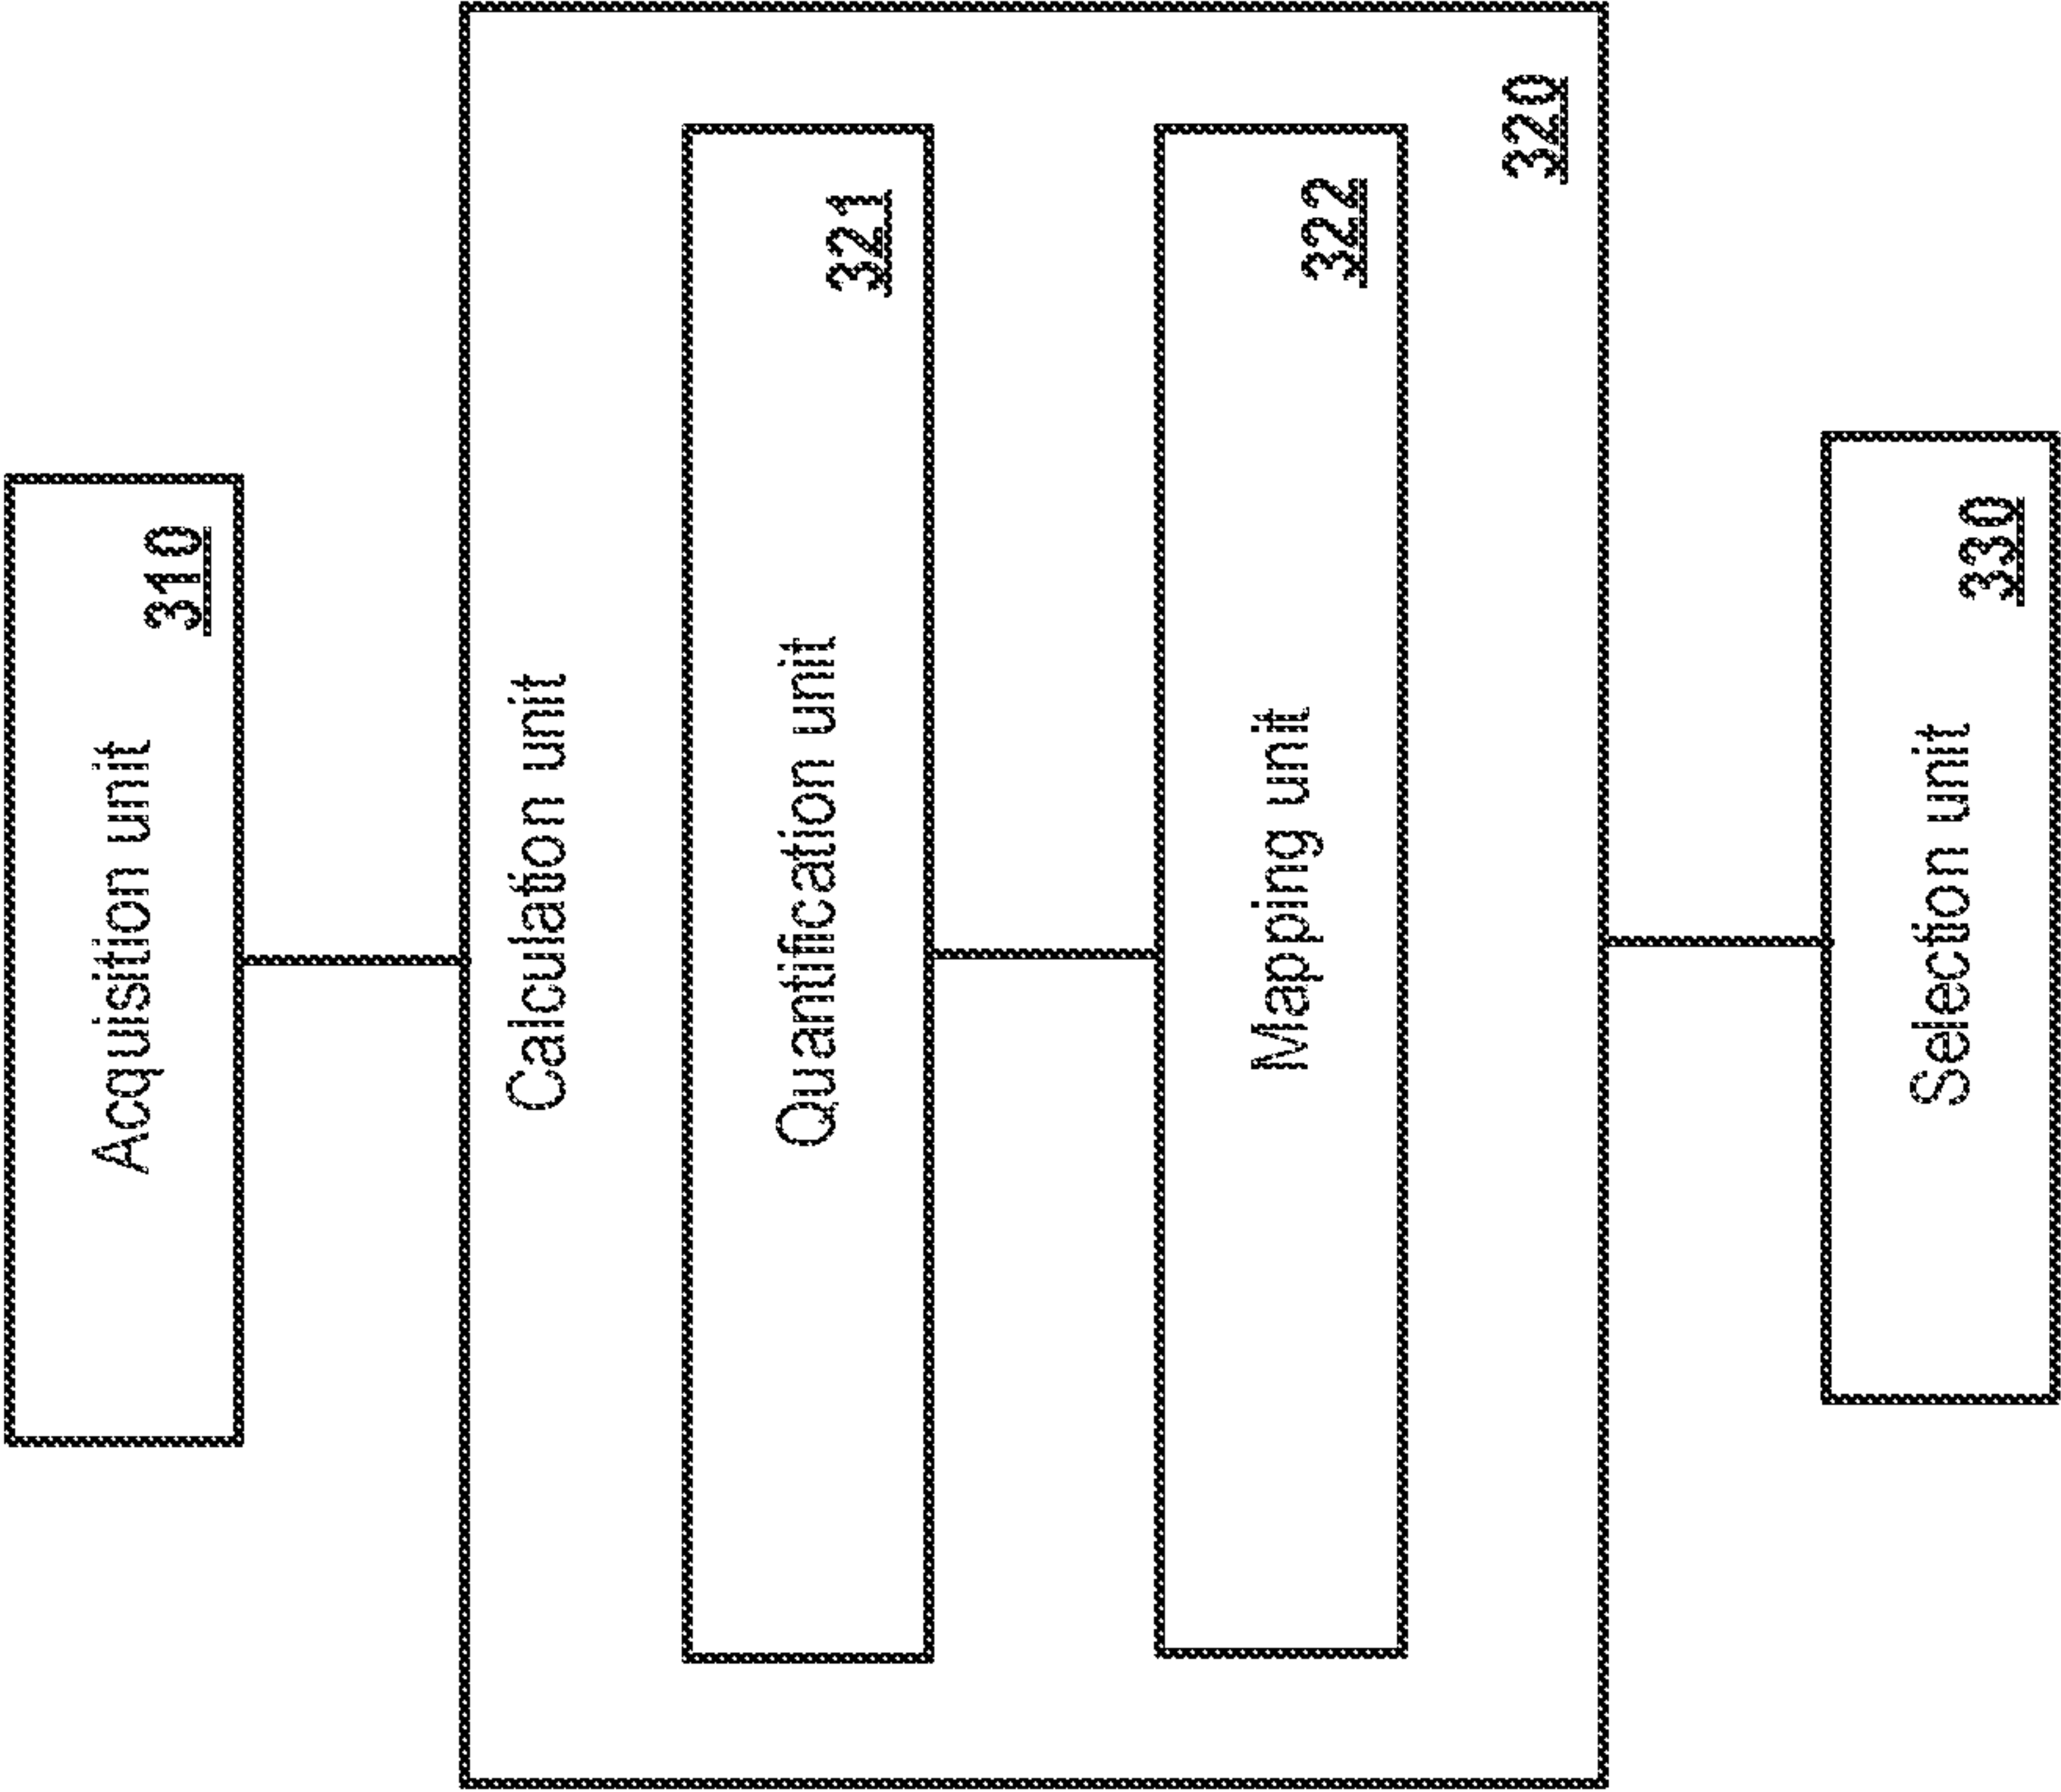 Acquisition unit
310
Calculation unit
Quantification unit
321
Mapping unit
322
320
Selection unit
330